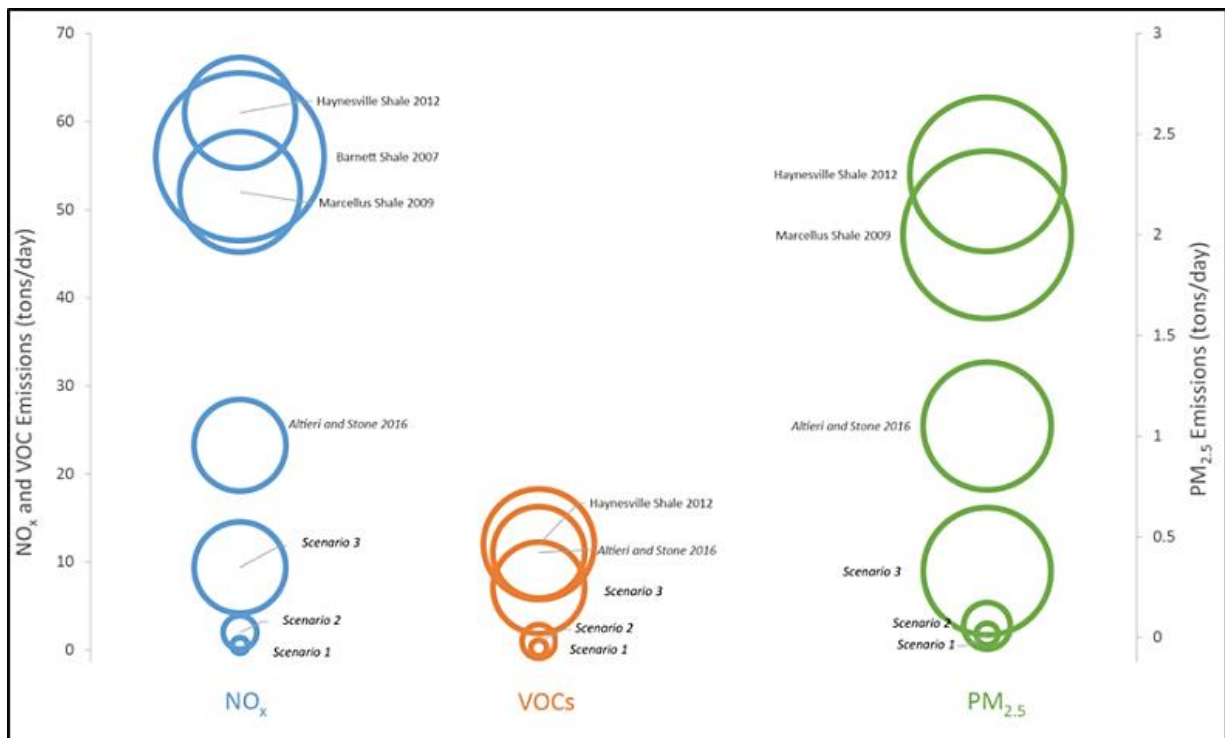 70
60
50
40
30
20
10
0
NOx and VOC Emissions (tons/day)
Haynesville Shale 2012
Barnett Shale 2007
Marcellus Shale 2009
Altieri and Stone 2016
Scenario 3
Scenario 2
Scenario 1
NOx
Haynesville Shale 2012
Altieri and Stone 2016
Scenario 3
Scenario 2
Scenario 1
VOCs
Haynesville Shale 2012
Marcellus Shale 2009
Altieri and Stone 2016
Scenario 3
Scenario 2
Scenario 1
PM2.5
3
2.5
2
1.5
1
0.5
0
PM2.5 Emissions (tons/day)